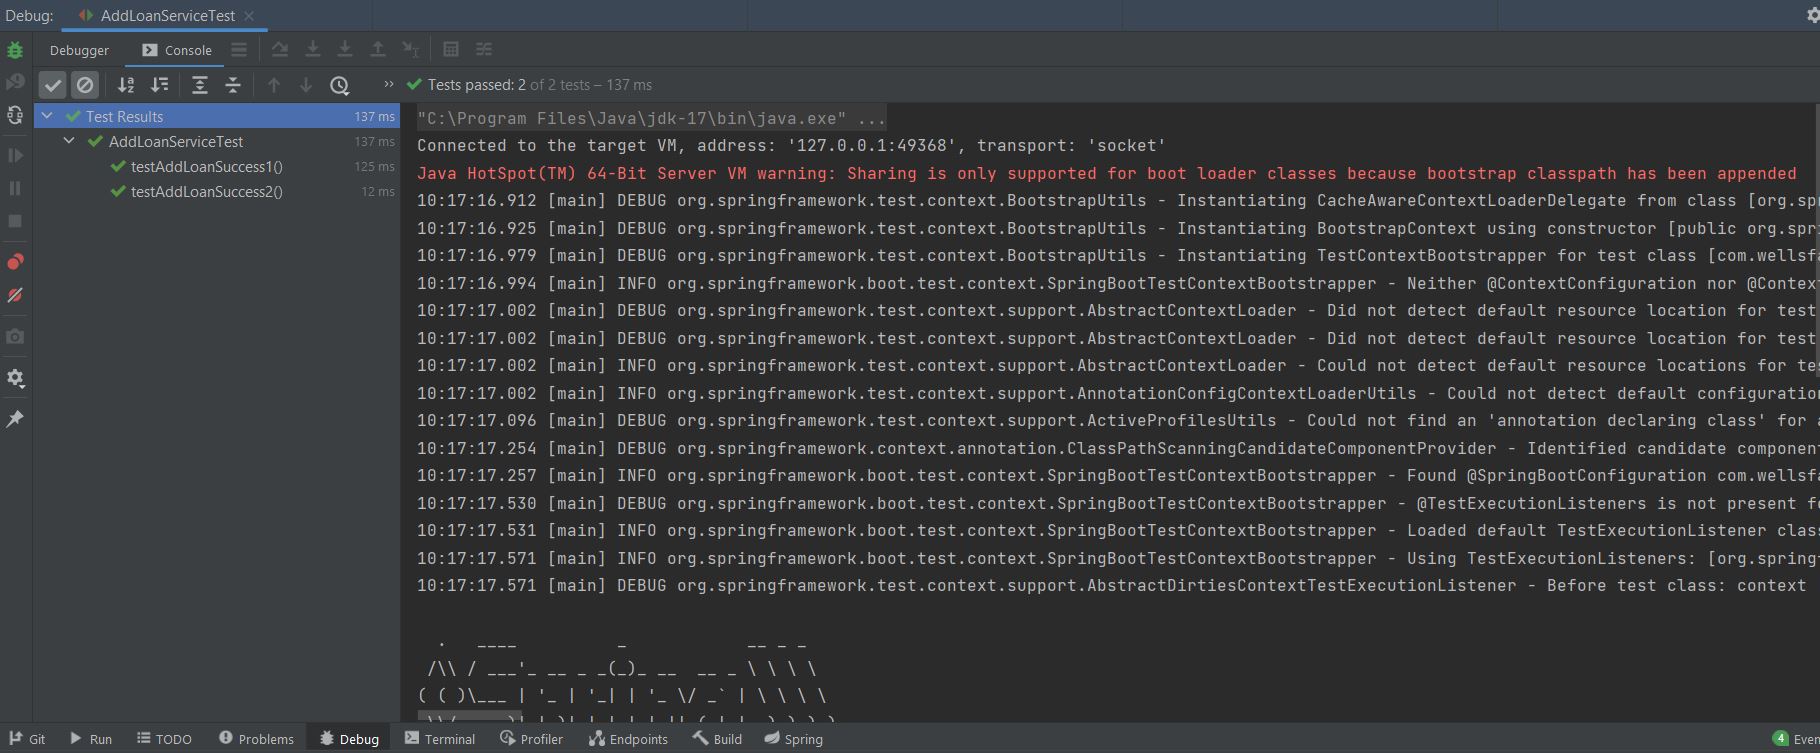 Debug: AddLoanServiceTest
Debugger Console
Tests passed: 2 of 2 tests – 137 ms
Test Results 137 ms
AddLoanServiceTest 137 ms
testAddLoanSuccess1() 125 ms
testAddLoanSuccess2() 12 ms
"C:\Program Files\Java\jdk-17\bin\java.exe" ...
Connected to the target VM, address: '127.0.0.1:49368', transport: 'socket'
Java HotSpot(TM) 64-Bit Server VM warning: Sharing is only supported for boot loader classes because bootstrap classpath has been appended
10:17:16.912 [main] DEBUG org.springframework.test.context.BootstrapUtils - Instantiating CacheAwareContextLoaderDelegate from class [org.spr
10:17:16.925 [main] DEBUG org.springframework.test.context.BootstrapUtils - Instantiating BootstrapContext using constructor [public org.spri
10:17:16.979 [main] DEBUG org.springframework.test.context.BootstrapUtils - Instantiating TestContextBootstrapper for test class [com.wellsfa
10:17:16.994 [main] INFO org.springframework.boot.test.context.SpringBootTestContextBootstrapper - Neither @ContextConfiguration nor @Context
10:17:17.002 [main] DEBUG org.springframework.test.context.support.AbstractContextLoader - Did not detect default resource location for test
10:17:17.002 [main] DEBUG org.springframework.test.context.support.AbstractContextLoader - Did not detect default resource location for test
10:17:17.002 [main] INFO org.springframework.test.context.support.AbstractContextLoader - Could not detect default resource locations for tes
10:17:17.002 [main] INFO org.springframework.test.context.support.AnnotationConfigContextLoaderUtils - Could not detect default configuration
10:17:17.096 [main] DEBUG org.springframework.test.context.support.ActiveProfilesUtils - Could not find an 'annotation declaring class' for a
10:17:17.254 [main] DEBUG org.springframework.context.annotation.ClassPathScanningCandidateComponentProvider - Identified candidate component
10:17:17.257 [main] INFO org.springframework.boot.test.context.SpringBootTestContextBootstrapper - Found @SpringBootConfiguration com.wellsfa
10:17:17.530 [main] DEBUG org.springframework.boot.test.context.SpringBootTestContextBootstrapper - @TestExecutionListeners is not present fo
10:17:17.531 [main] INFO org.springframework.boot.test.context.SpringBootTestContextBootstrapper - Loaded default TestExecutionListener class
10:17:17.571 [main] INFO org.springframework.boot.test.context.SpringBootTestContextBootstrapper - Using TestExecutionListeners: [org.springf
10:17:17.571 [main] DEBUG org.springframework.test.context.support.AbstractDirtiesContextTestExecutionListener - Before test class: context
Git Run TODO Problems Debug Terminal Profiler Endpoints Build Spring 4 Even